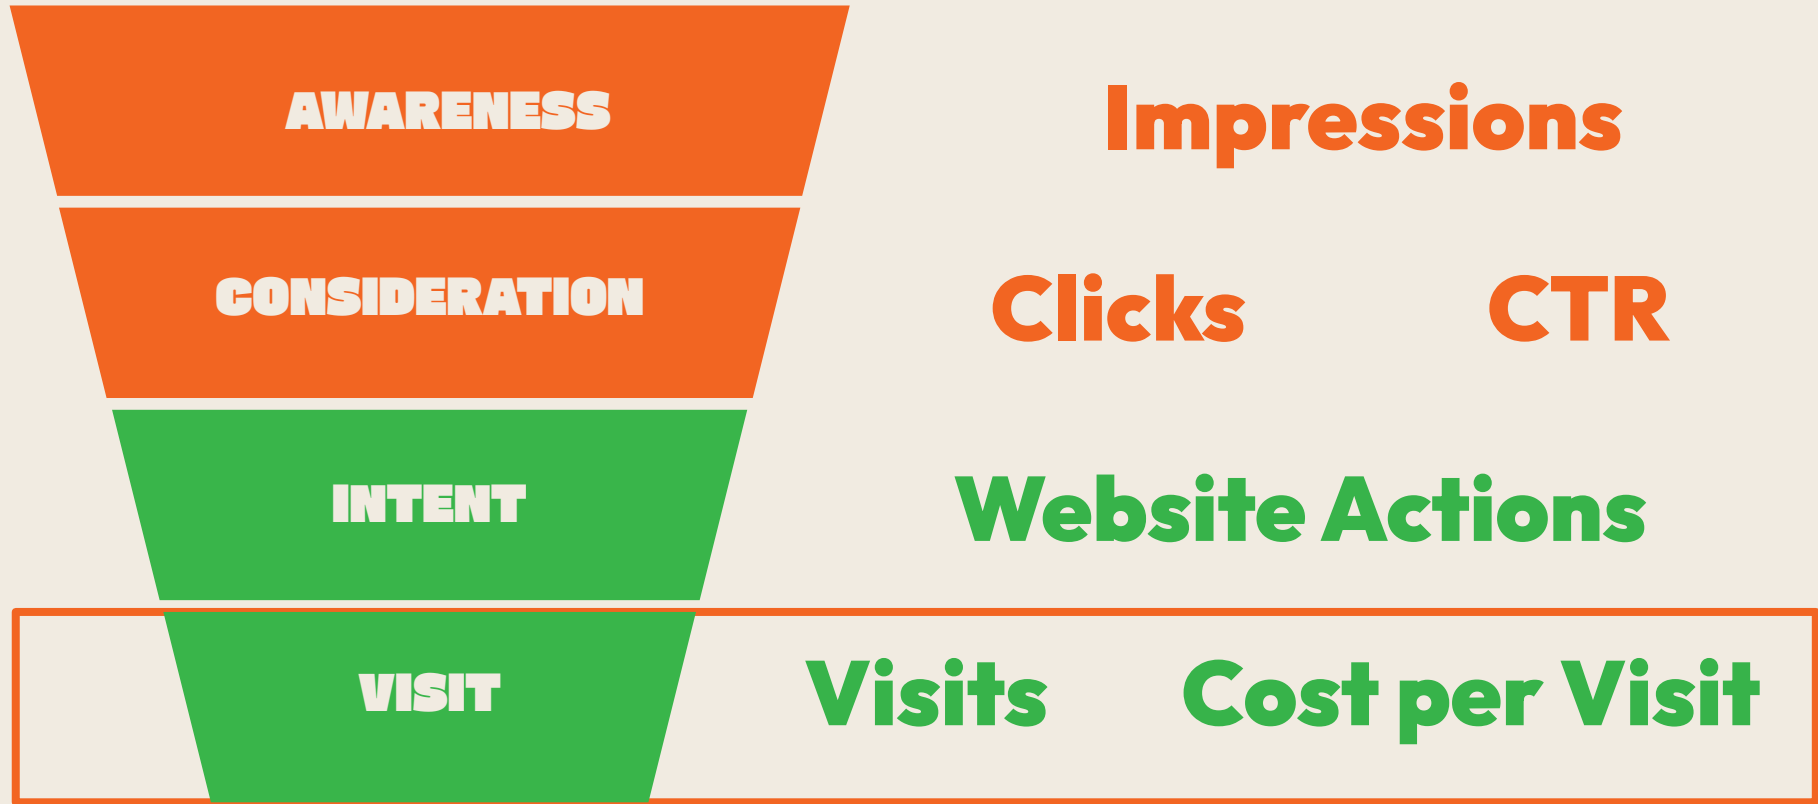 AWARENESS
Impressions
CONSIDERATION
Clicks
CTR
INTENT
Website Actions
VISIT
Visits
Cost per Visit